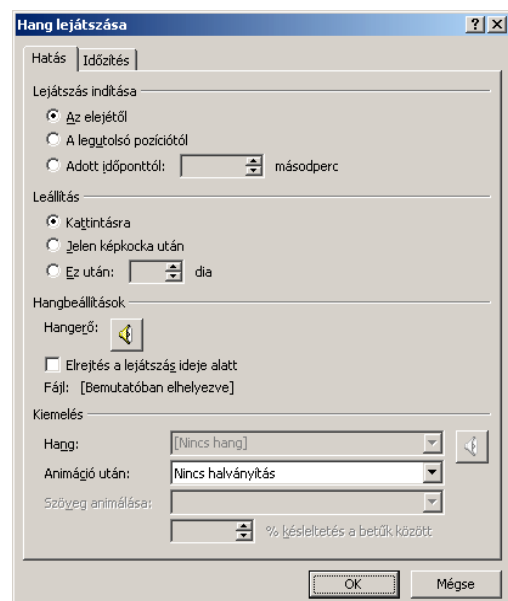 Hang lejátszása
Hatás Időzítés
Lejátszás indítása
Az elejétől
A legutolsó pozíciótól
Adott időponttól: másodperc
Leállítás
Kattintásra
Jelen képkocka után
Ez után: dia
Hangbeállítások
Hangerő:
Elrejtés a lejátszás ideje alatt
Fájl: [Bemutatóban elhelyezve]
Kiemelés
Hang: [Nincs hang]
Animáció után: Nincs halványítás
Szöveg animálása:
% késleltetés a betűk között
OK Mégse